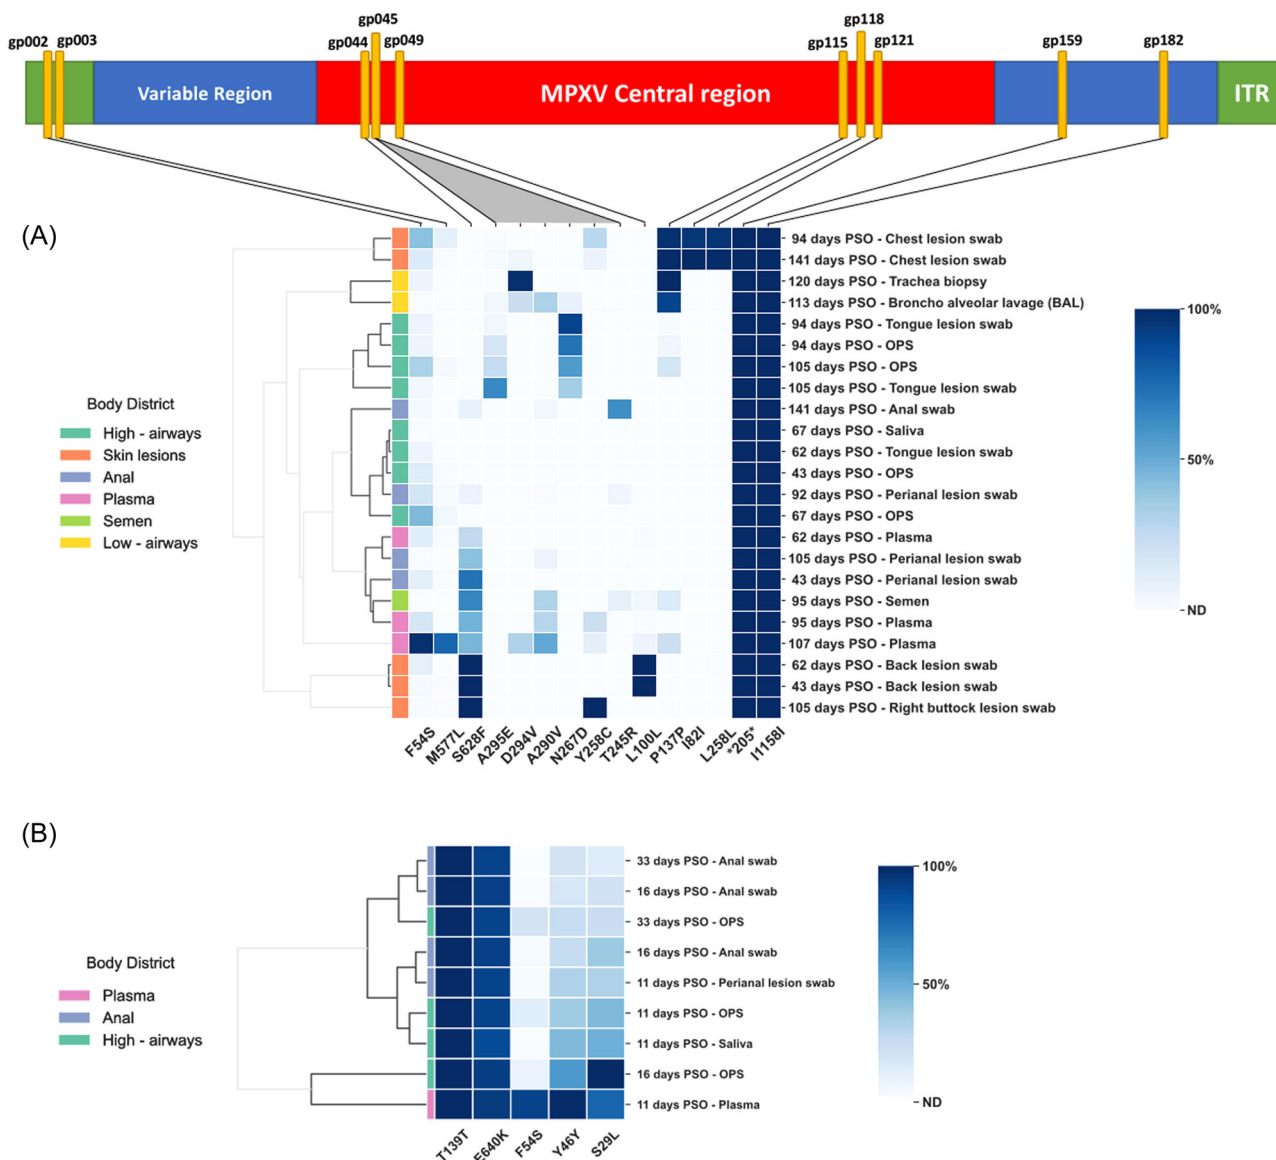 gp045
gp118
gp002
gp003
gp044
gp049
gp115
gp121
gp159
gp182
Variable Region
MPXV Central region
ITR
(A)
94 days PSO - Chest lesion swab
141 days PSO - Chest lesion swab
120 days PSO - Trachea biopsy
113 days PSO - Broncho alveolar lavage (BAL)
94 days PSO - Tongue lesion swab
94 days PSO - OPS
105 days PSO - OPS
105 days PSO - Tongue lesion swab
141 days PSO - Anal swab
67 days PSO - Saliva
62 days PSO - Tongue lesion swab
43 days PSO - OPS
92 days PSO - Perianal lesion swab
67 days PSO - OPS
62 days PSO - Plasma
105 days PSO - Perianal lesion swab
43 days PSO - Perianal lesion swab
95 days PSO - Semen
95 days PSO - Plasma
107 days PSO - Plasma
62 days PSO - Back lesion swab
43 days PSO - Back lesion swab
105 days PSO - Right buttock lesion swab
Body District
High - airways
Skin lesions
Anal
Plasma
Semen
Low - airways
100%
50%
ND
F54S
M577L
S628F
A295E
D294V
A290V
N267D
Y258C
T245R
L100L
P137P
I82I
L258L
*205*
I1158I
(B)
33 days PSO - Anal swab
16 days PSO - Anal swab
33 days PSO - OPS
16 days PSO - Anal swab
11 days PSO - Perianal lesion swab
11 days PSO - OPS
11 days PSO - Saliva
16 days PSO - OPS
11 days PSO - Plasma
Body District
Plasma
Anal
High - airways
100%
50%
ND
T139T
E640K
F54S
Y46Y
S29L